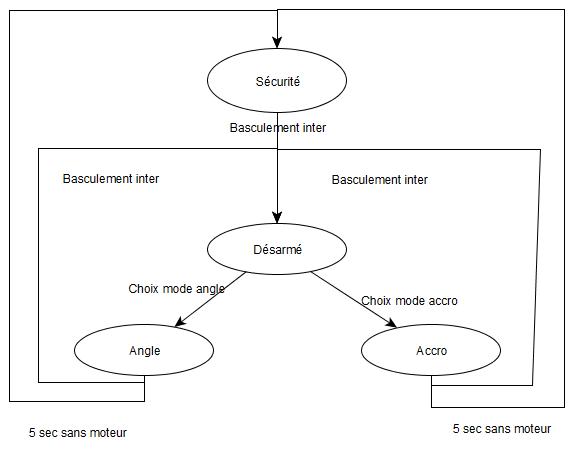 Sécurité
Basculement inter
Basculement inter
Basculement inter
Désarmé
Choix mode angle
Choix mode accro
Angle
Accro
5 sec sans moteur
5 sec sans moteur